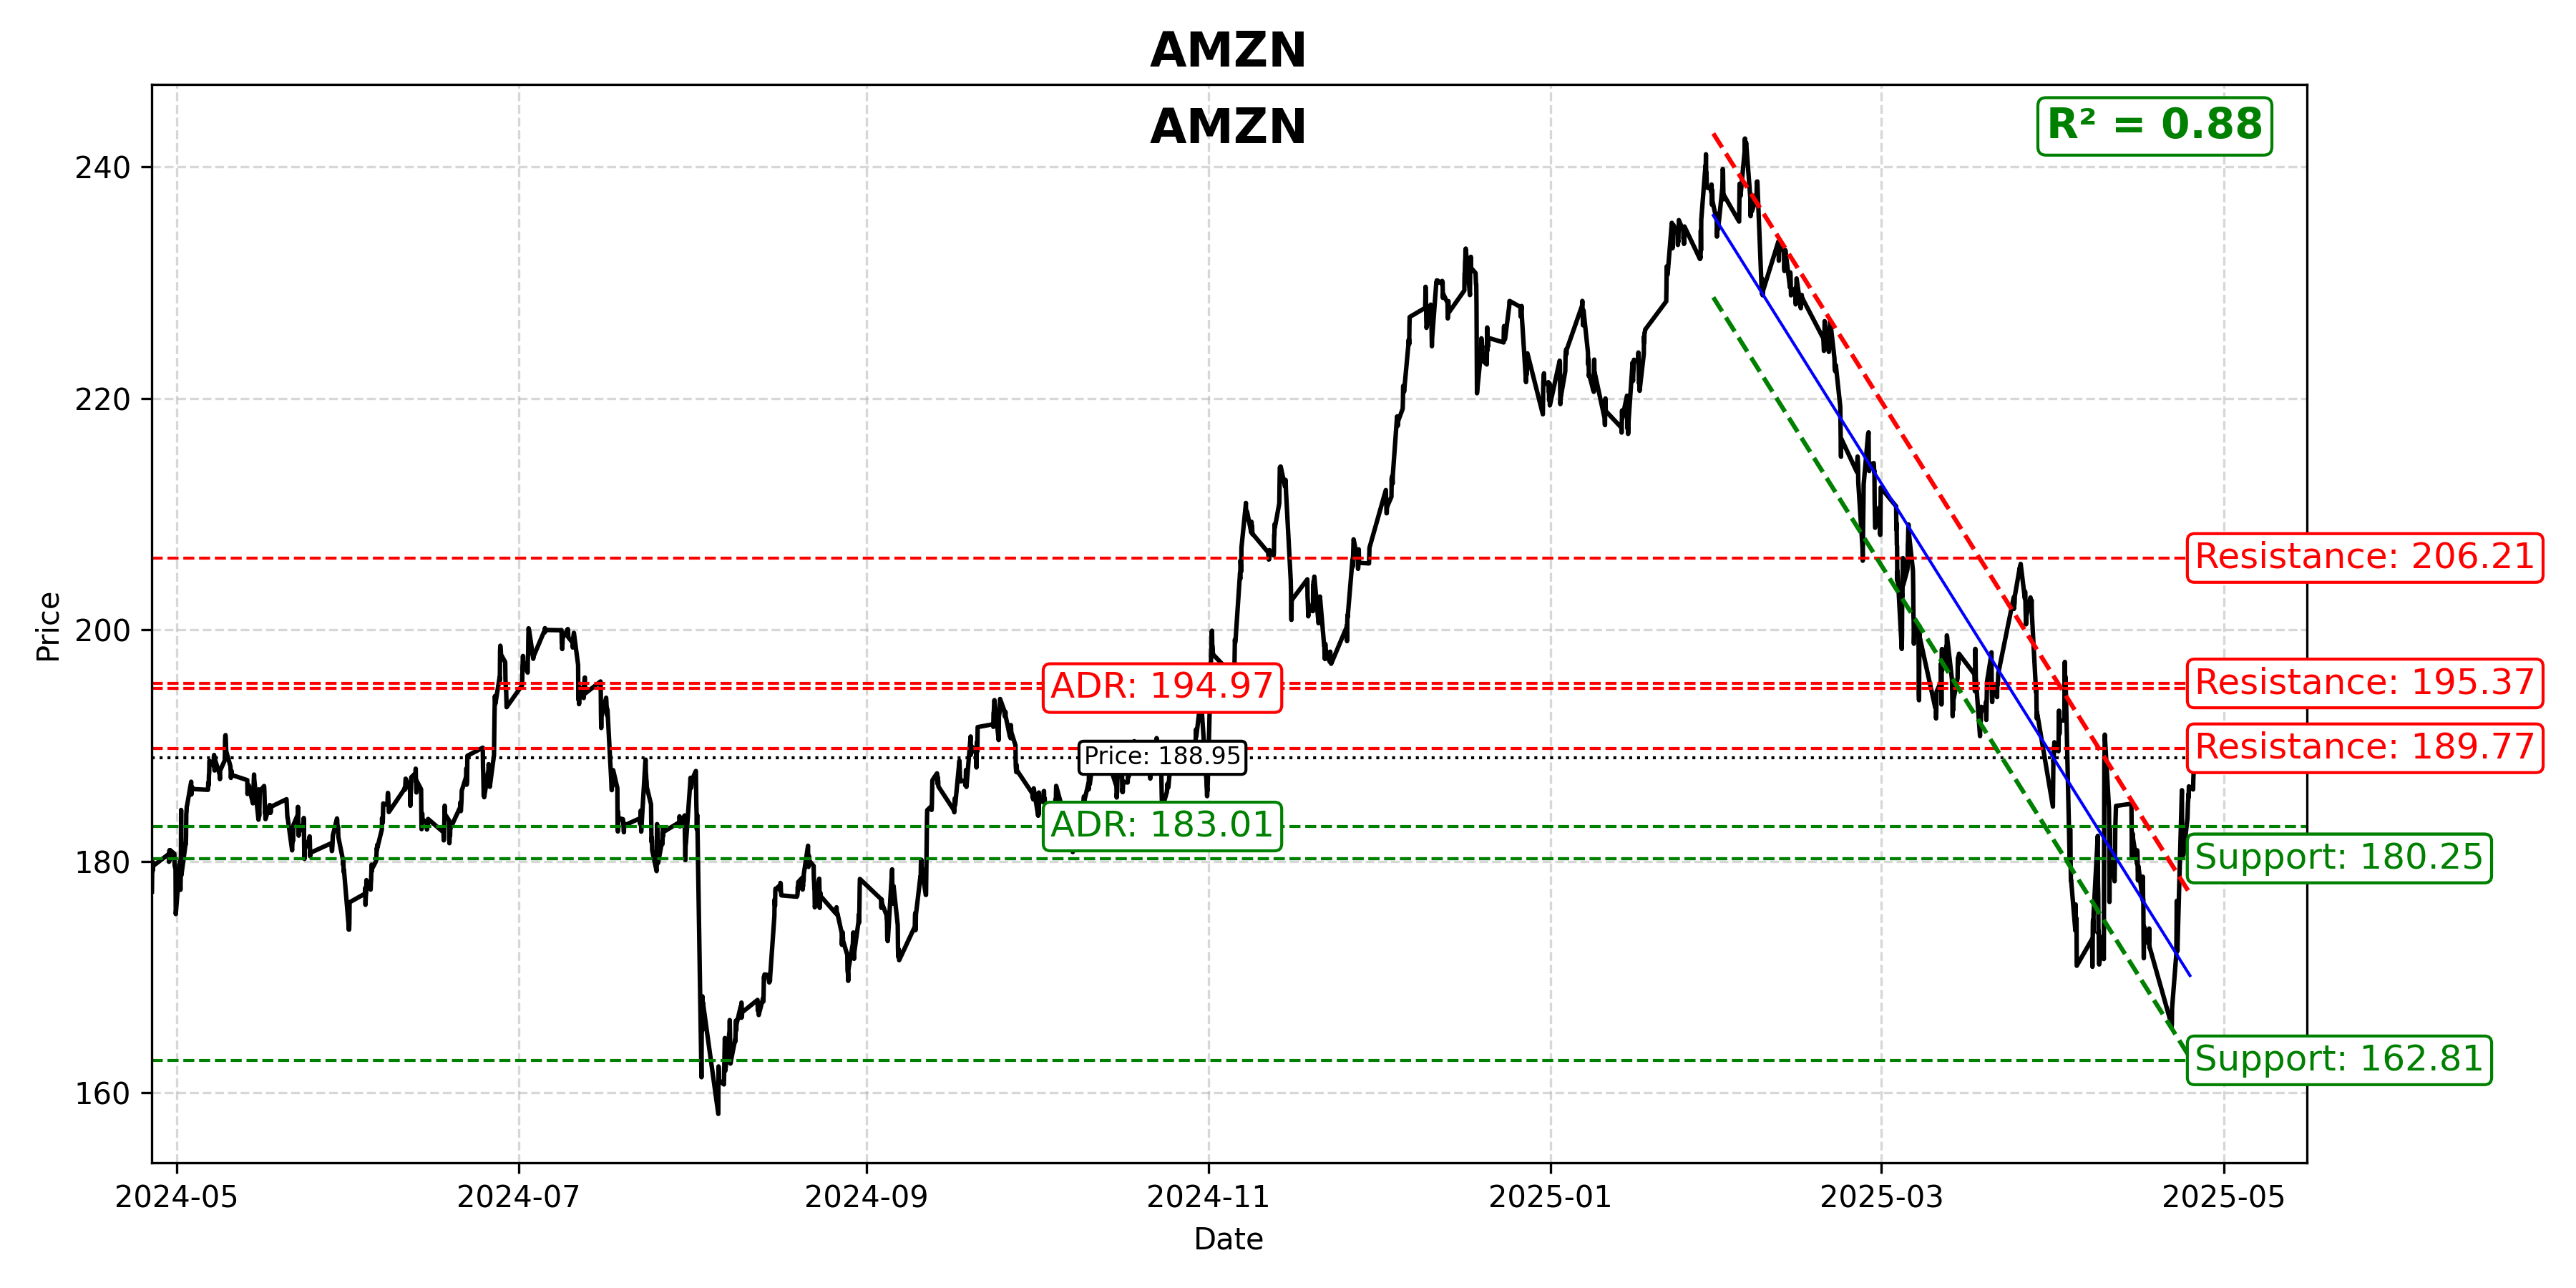 AMZN
AMZN
R² = 0.88
240
220
200
180
160
Price
Resistance: 206.21
ADR: 194.97
Resistance: 195.37
Price: 188.95
Resistance: 189.77
ADR: 183.01
Support: 180.25
Support: 162.81
2024-05
2024-07
2024-09
2024-11
2025-01
2025-03
2025-05
Date